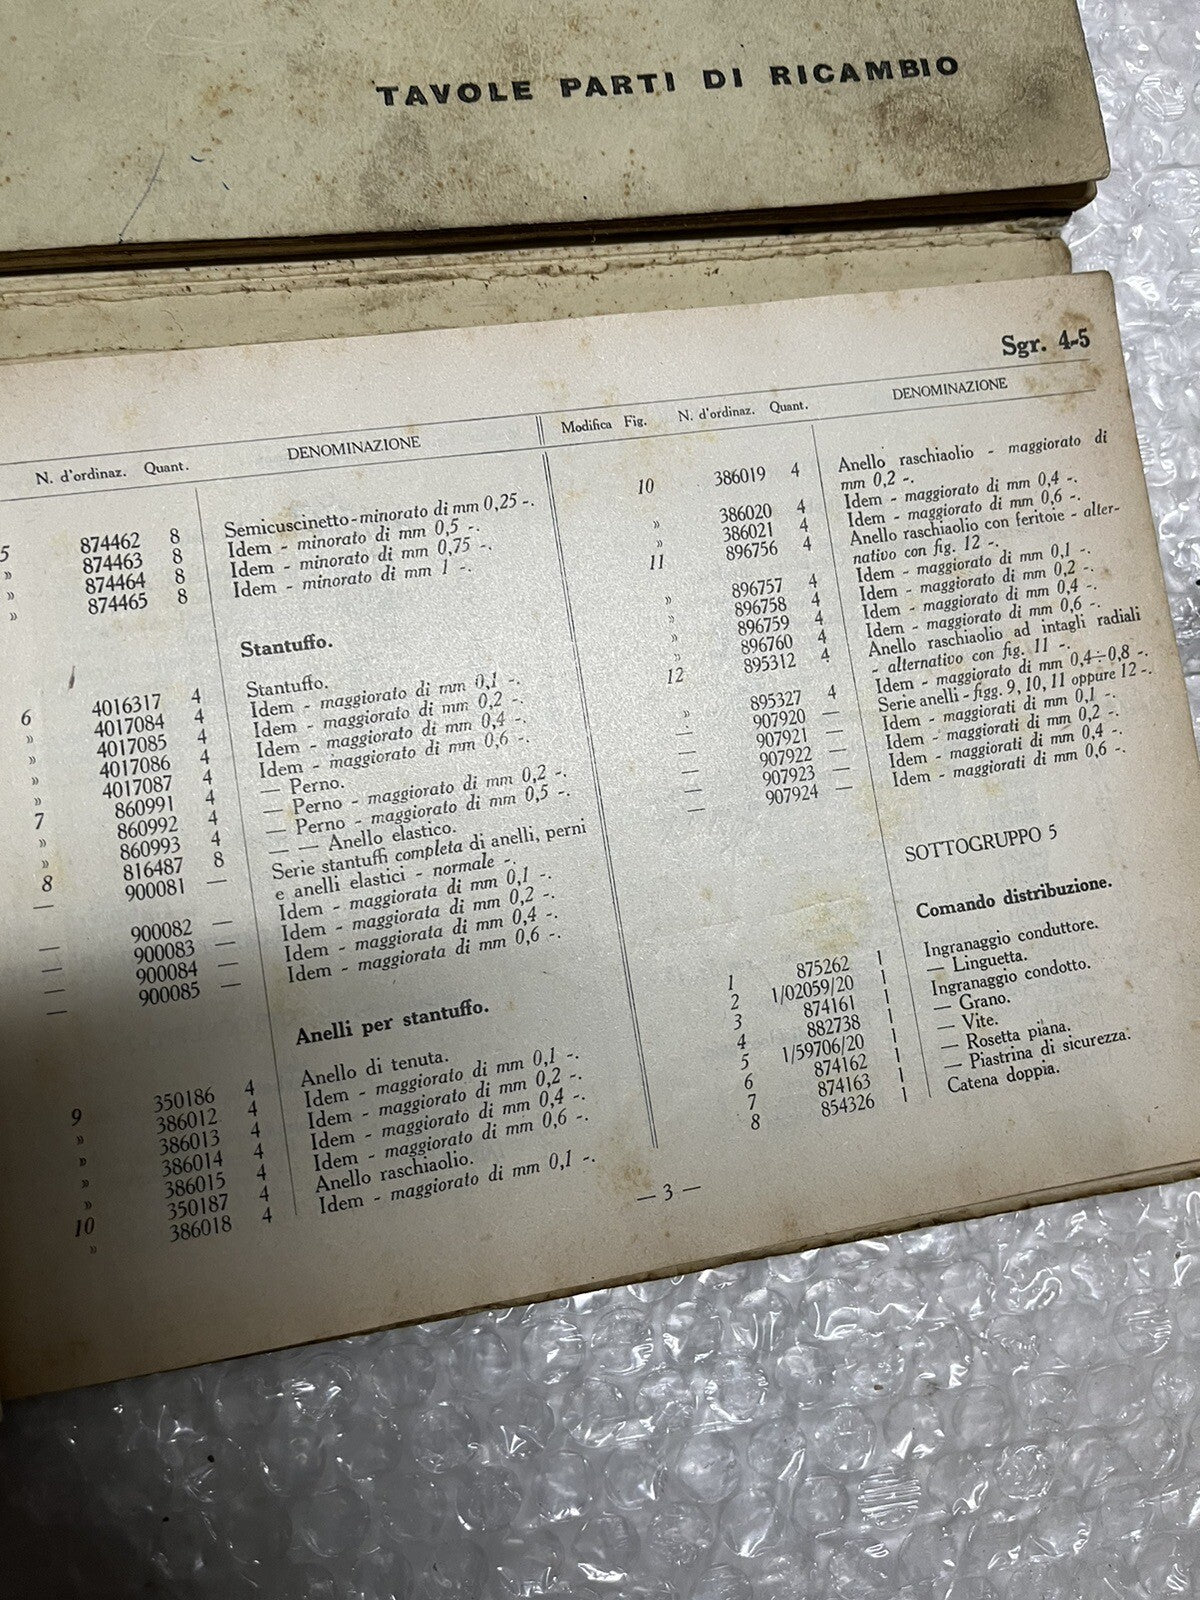 TAVOLE PARTI DI RICAMBIO
Sgr. 4-5
N. d'ordinaz. Quant. DENOMINAZIONE
5 874462 8 Semicuscinetto - minorato di mm 0,25 -.
» 874463 8 Idem - minorato di mm 0,5 -.
» 874464 8 Idem - minorato di mm 0,75 -.
» 874465 8 Idem - minorato di mm 1 -.
Stantuffo.
6 4016317 4 Stantuffo.
» 4017084 4 Idem - maggiorato di mm 0,1 -.
» 4017085 4 Idem - maggiorato di mm 0,2 -.
» 4017086 4 Idem - maggiorato di mm 0,4 -.
» 4017087 4 Idem - maggiorato di mm 0,6 -.
7 860991 4 — Perno.
» 860992 4 — Perno - maggiorato di mm 0,2 -.
» 860993 4 — Perno - maggiorato di mm 0,5 -.
8 816487 8 — — Anello elastico.
— 900081 — Serie stantuffi completa di anelli, perni
e anelli elastici - normale -.
— 900082 — Idem - maggiorata di mm 0,1 -.
— 900083 — Idem - maggiorata di mm 0,2 -.
— 900084 — Idem - maggiorata di mm 0,4 -.
— 900085 — Idem - maggiorata di mm 0,6 -.
Anelli per stantuffo.
9 350186 4 Anello di tenuta.
» 386012 4 Idem - maggiorato di mm 0,1 -.
» 386013 4 Idem - maggiorato di mm 0,2 -.
» 386014 4 Idem - maggiorato di mm 0,4 -.
» 386015 4 Idem - maggiorato di mm 0,6 -.
10 350187 4 Anello raschiaolio.
» 386018 4 Idem - maggiorato di mm 0,1 -.
Modifica Fig. N. d'ordinaz. Quant. DENOMINAZIONE
10 386019 4 Anello raschiaolio - maggiorato di
mm 0,2 -.
» 386020 4 Idem - maggiorato di mm 0,4 -.
» 386021 4 Idem - maggiorato di mm 0,6 -.
11 896756 4 Anello raschiaolio con feritoie - alter-
nativo con fig. 12 -.
» 896757 4 Idem - maggiorato di mm 0,1 -.
» 896758 4 Idem - maggiorato di mm 0,2 -.
» 896759 4 Idem - maggiorato di mm 0,4 -.
» 896760 4 Idem - maggiorato di mm 0,6 -.
12 895312 4 Anello raschiaolio ad intagli radiali
- alternativo con fig. 11 -.
» 895327 4 Idem - maggiorato di mm 0,4÷0,8 -.
— 907920 — Serie anelli - figg. 9, 10, 11 oppure 12 -.
— 907921 — Idem - maggiorati di mm 0,1 -.
— 907922 — Idem - maggiorati di mm 0,2 -.
— 907923 — Idem - maggiorati di mm 0,4 -.
— 907924 — Idem - maggiorati di mm 0,6 -.
SOTTOGRUPPO 5
Comando distribuzione.
1 875262 1 Ingranaggio conduttore.
2 1/02059/20 1 — Linguetta.
3 874161 1 Ingranaggio condotto.
4 882738 1 — Grano.
5 1/59706/20 1 — Vite.
6 874162 1 — Rosetta piana.
7 874163 1 — Piastrina di sicurezza.
8 854326 1 Catena doppia.
— 3 —